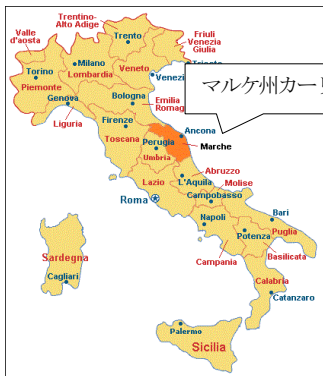 Trentino-
Alto Adige
Friuli
Venezia
Giulia
Valle
d'aosta
Trento
Milano
Veneto
Torino
Lombardia
Venezi
Piemonte
Genova
Bologna
Emilia
Romag
マルケ州カー
Liguria
Firenze
Ancona
Toscana
Perugia
Marche
Umbria
Lazio
Abruzzo
L'Aquila
Molise
Roma
Campobasso
Napoli
Bari
Puglia
Potenza
Sardegna
Campania
Basilicata
Cagliari
Calabria
Catanzaro
Palermo
Sicilia